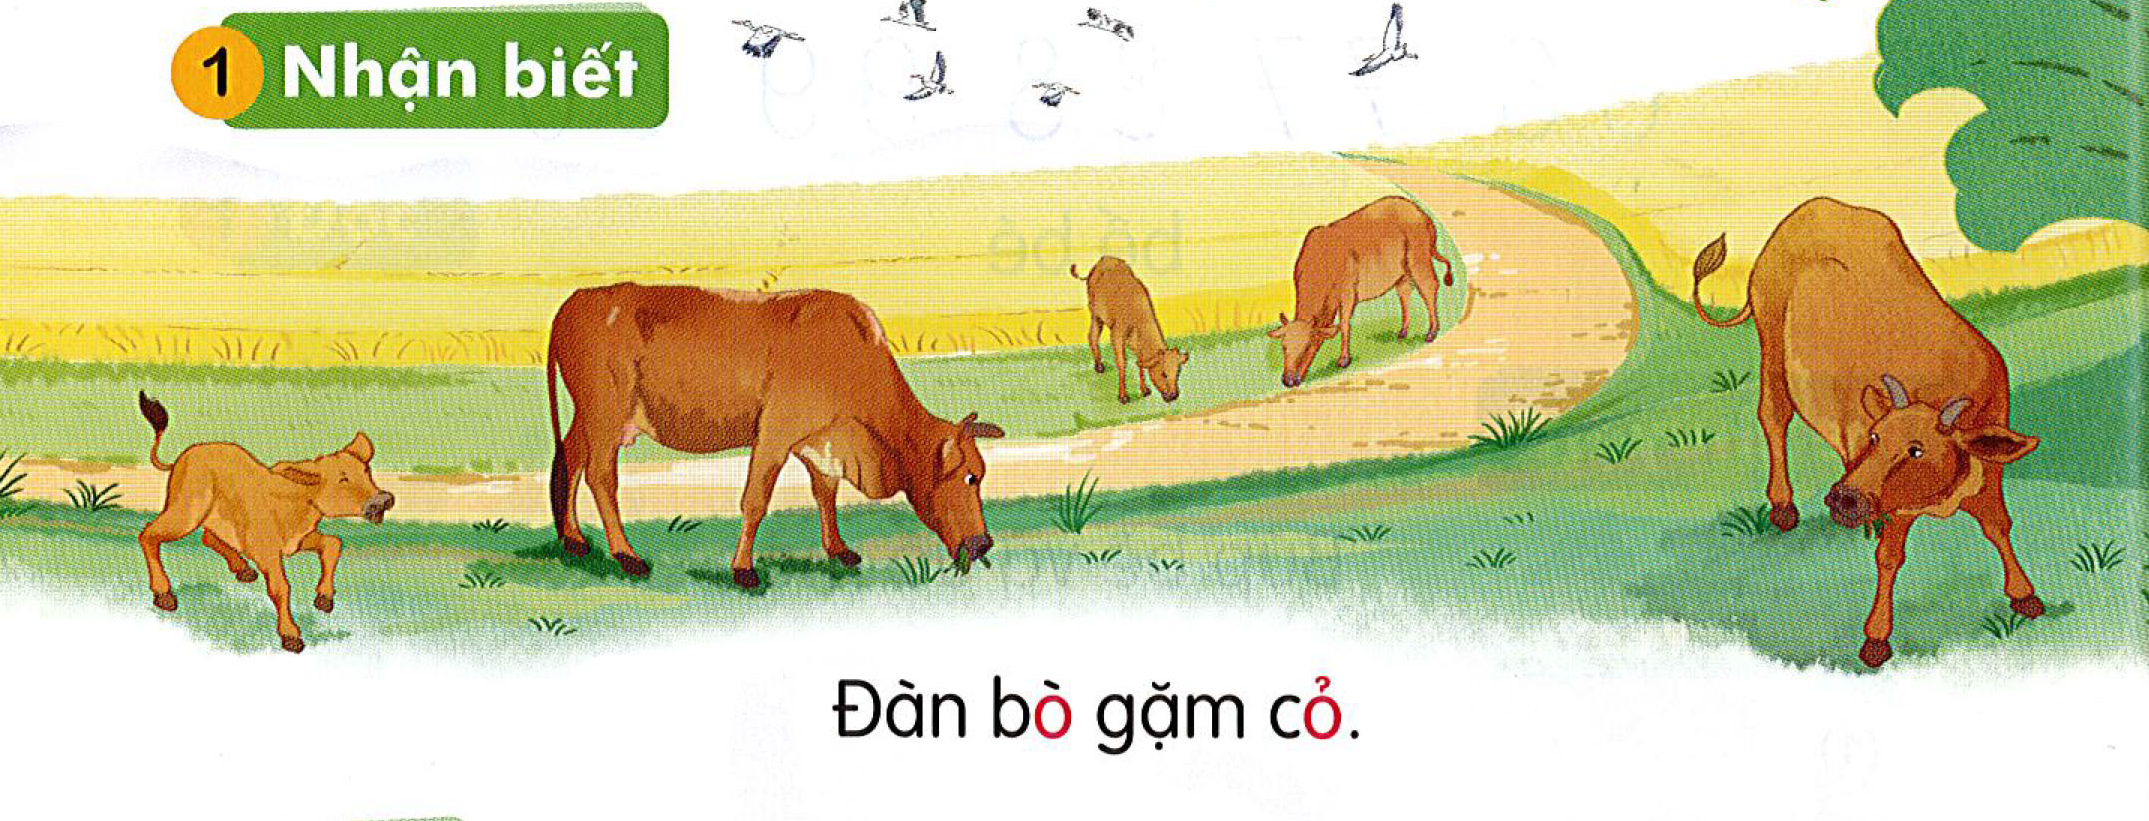 1 Nhận biết
Đàn bò gặm cỏ.